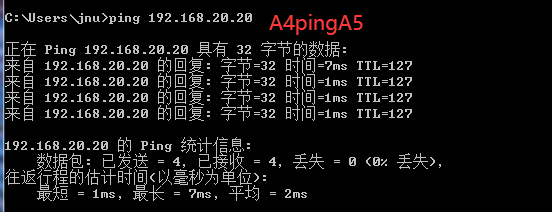 C:\Users\jnu>ping 192.168.20.20 A4pingA5
正在 Ping 192.168.20.20 具有 32 字节的数据:
来自 192.168.20.20 的回复: 字节=32 时间=7ms TTL=127
来自 192.168.20.20 的回复: 字节=32 时间=1ms TTL=127
来自 192.168.20.20 的回复: 字节=32 时间=1ms TTL=127
来自 192.168.20.20 的回复: 字节=32 时间=1ms TTL=127
192.168.20.20 的 Ping 统计信息:
数据包: 已发送 = 4, 已接收 = 4, 丢失 = 0 (0% 丢失),
往返行程的估计时间(以毫秒为单位):
最短 = 1ms, 最长 = 7ms, 平均 = 2ms